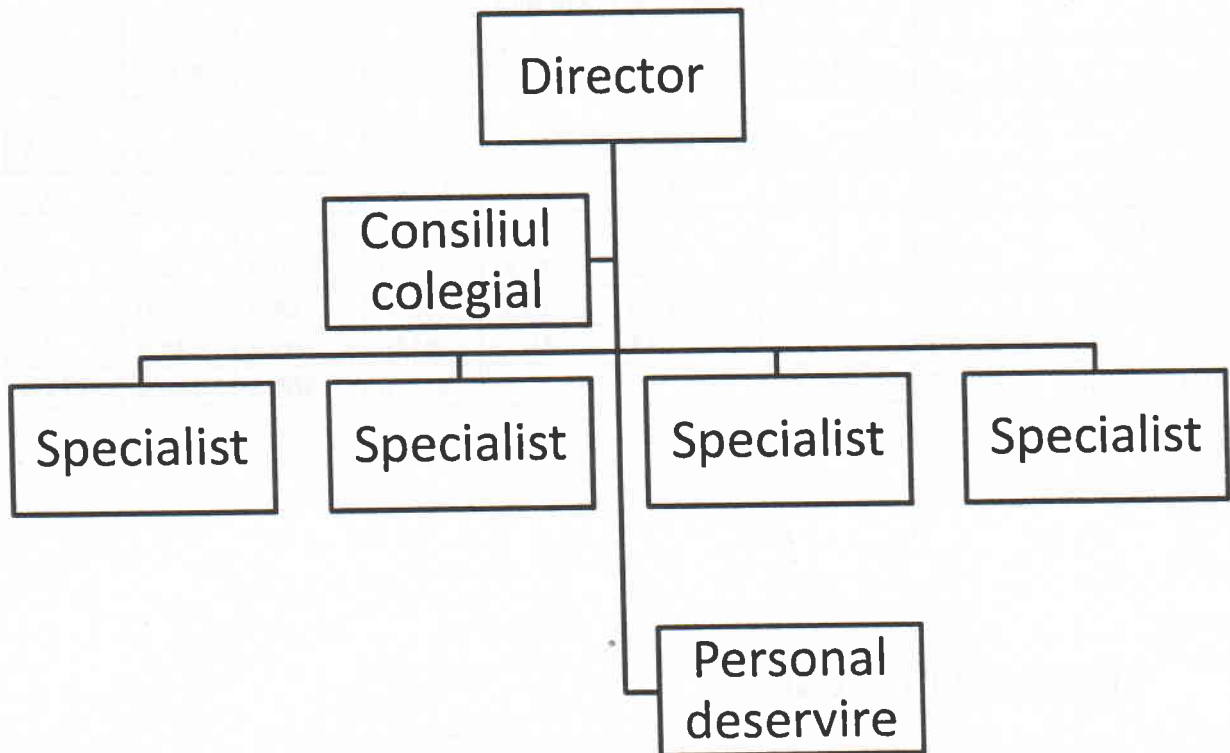 Director
Consiliul
colegial
Specialist
Specialist
Specialist
Specialist
Personal
deservire